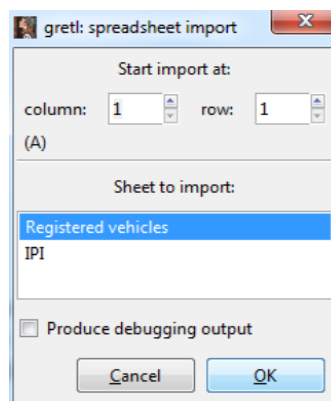 gretl: spreadsheet import
Start import at:
column: 1 row: 1
(A)
Sheet to import:
Registered vehicles
IPI
Produce debugging output
Cancel OK